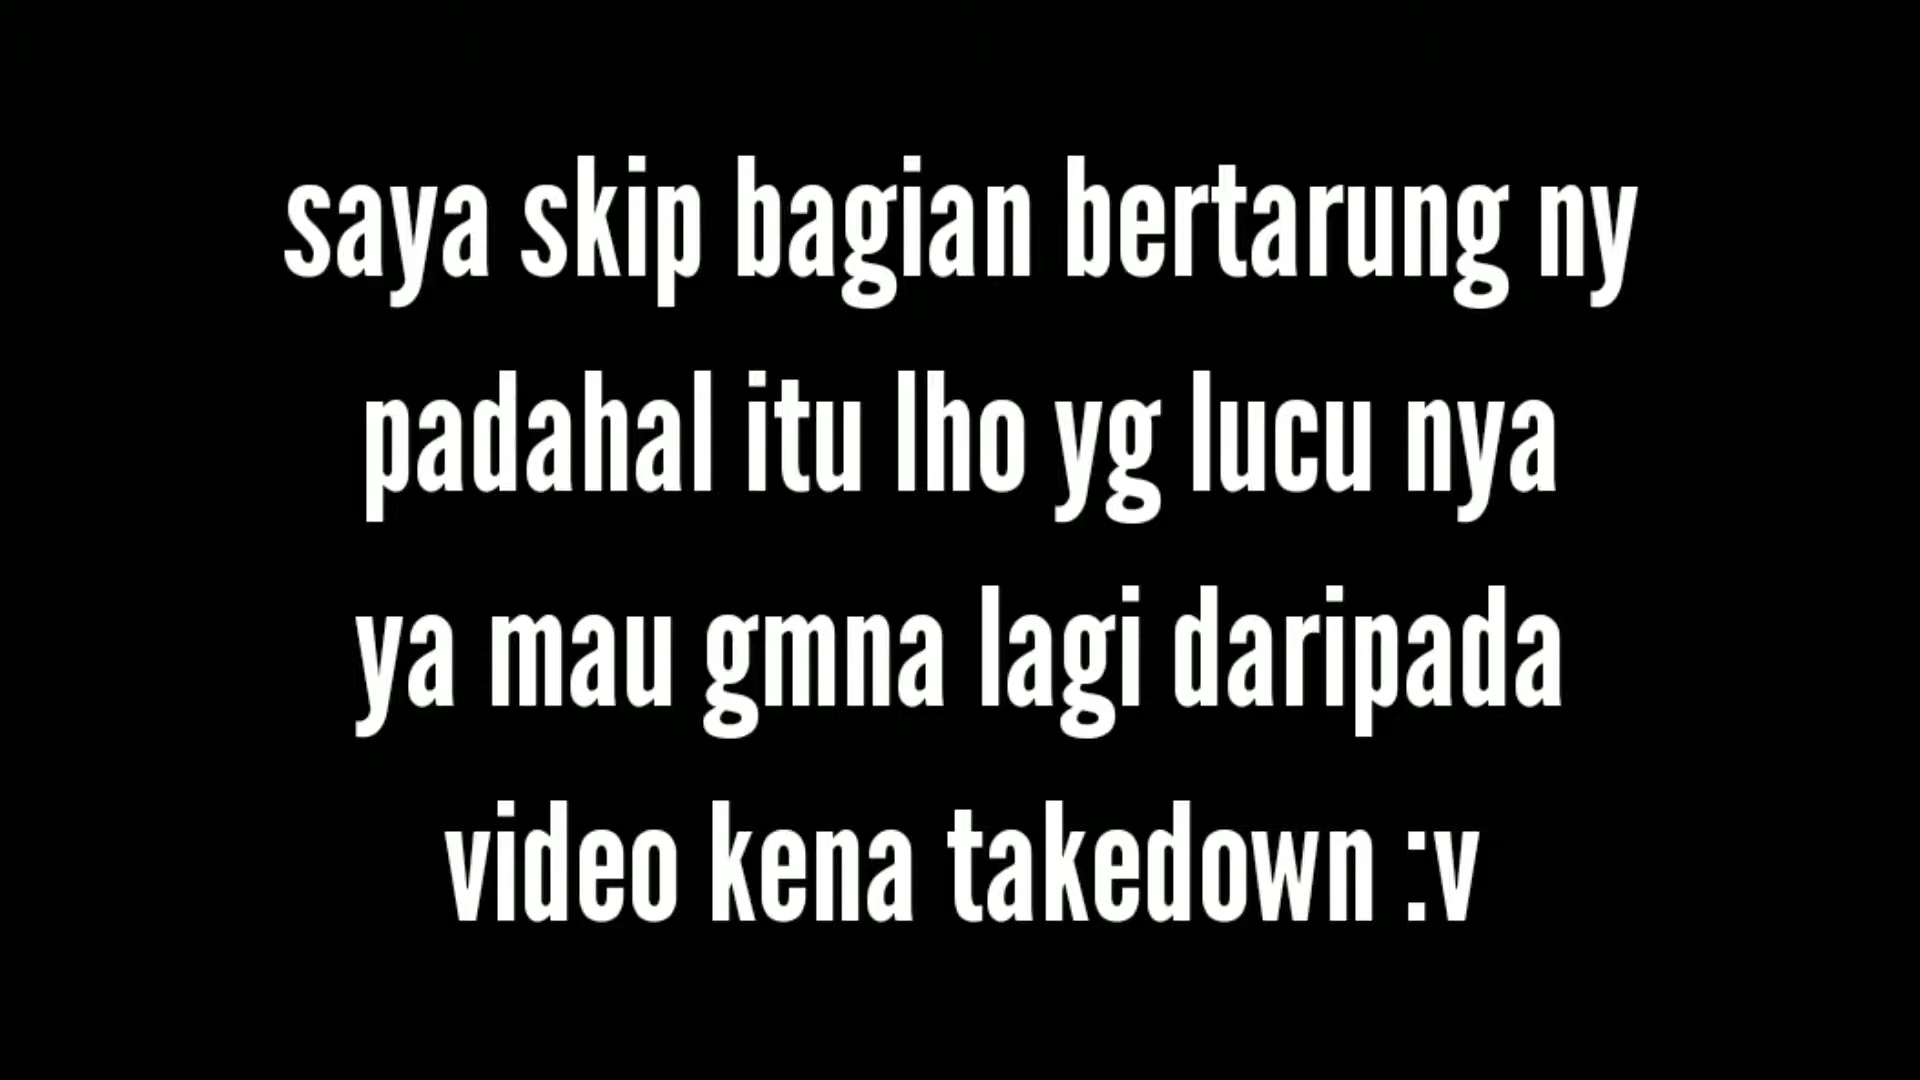 saya skip bagian bertarung ny
padahal itu lho yg lucu nya
ya mau gmna lagi daripada
video kena takedown :v